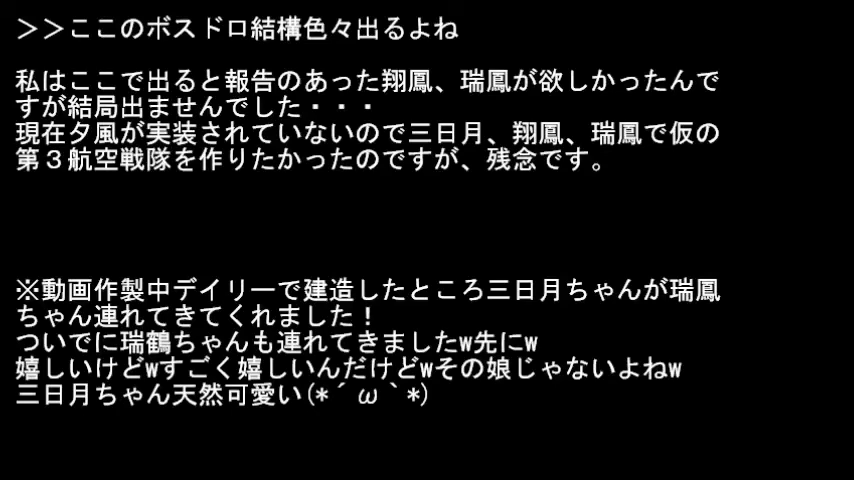 ＞＞ここのボスドロ結構色々出るよね
私はここで出ると報告のあった翔鳳、瑞鳳が欲しかったんで
すが結局出ませんでした・・・
現在夕風が実装されていないので三日月、翔鳳、瑞鳳で仮の
第３航空戦隊を作りたかったのですが、残念です。
※動画作製中デイリーで建造したところ三日月ちゃんが瑞鳳
ちゃん連れてきてくれました！
ついでに瑞鶴ちゃんも連れてきましたw先にw
嬉しいけどwすごく嬉しいんだけどwその娘じゃないよねw
三日月ちゃん天然可愛い(*´ω｀*)